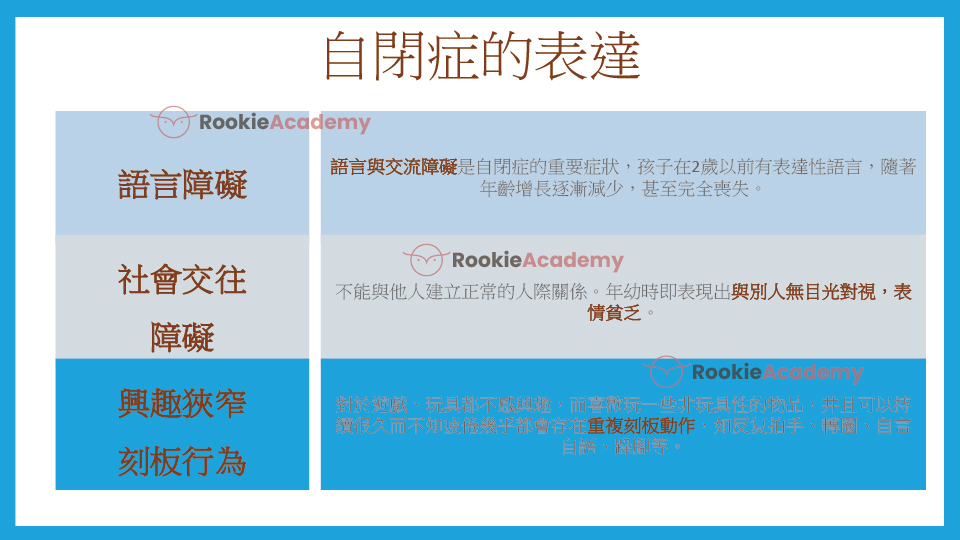 自閉症的表達
RookieAcademy
語言障礙
語言與交流障礙是自閉症的重要症狀，孩子在2歲以前有表達性語言，隨著
年齡增長逐漸減少，甚至完全喪失。
RookieAcademy
社會交往
障礙
不能與他人建立正常的人際關係。年幼時即表現出與別人無目光對視，表
情貧乏。
RookieAcademy
興趣狹窄
刻板行為
對於遊戲、玩具都不感興趣，而喜歡玩一些非玩具性的物品，并且可以持
續很久而不知疲倦幾乎都會存在重複刻板動作，如反复拍手、轉圈、自言
自語、跺腳等。